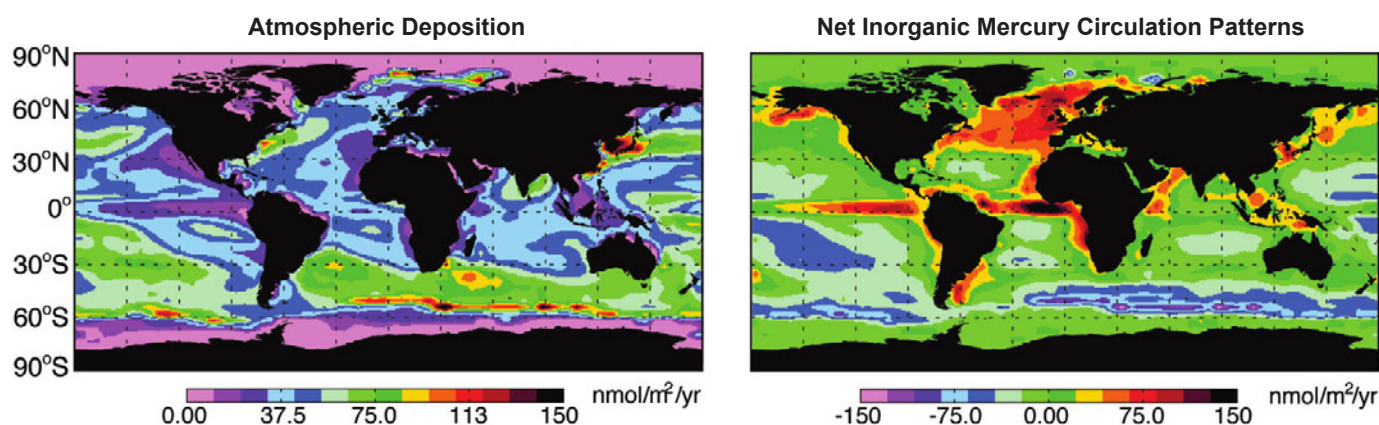 Atmospheric Deposition
Net Inorganic Mercury Circulation Patterns
90°N
60°N
30°N
0°
30°S
60°S
90°S
nmol/m²/yr
0.00 37.5 75.0 113 150
nmol/m²/yr
-150 -75.0 0.00 75.0 150